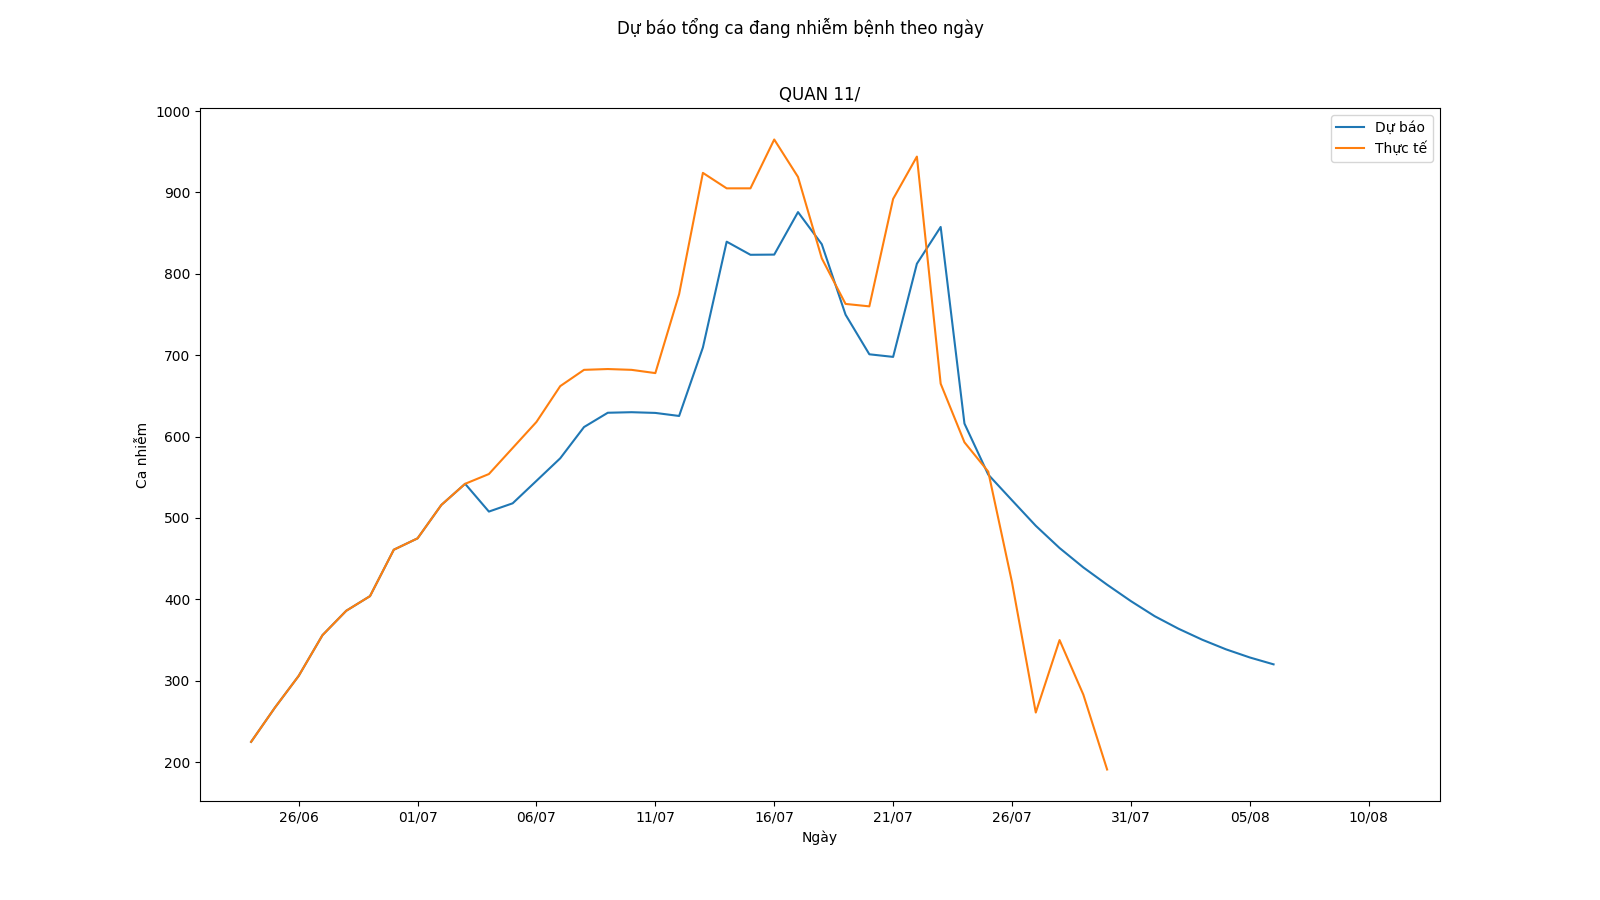 Dự báo tổng ca đang nhiễm bệnh theo ngày
QUAN 11/
1000
900
800
700
600
500
400
300
200
Ca nhiễm
Dự báo
Thực tế
26/06 01/07 06/07 11/07 16/07 21/07 26/07 31/07 05/08 10/08
Ngày